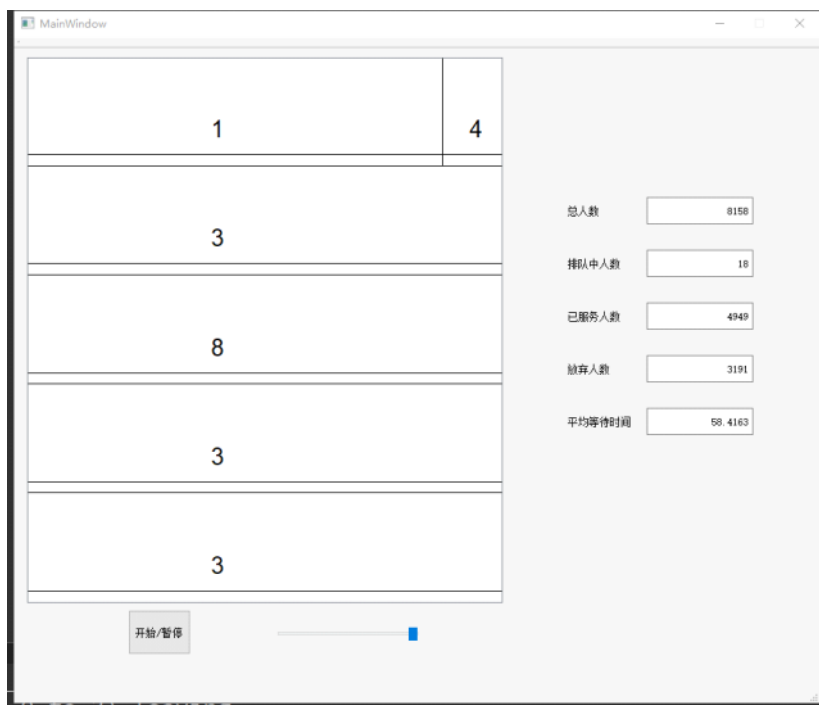 MainWindow
1 4
3
8
3
3
总人数 8158
排队中人数 18
已服务人数 4949
放弃人数 3191
平均等待时间 58.4163
开始/暂停